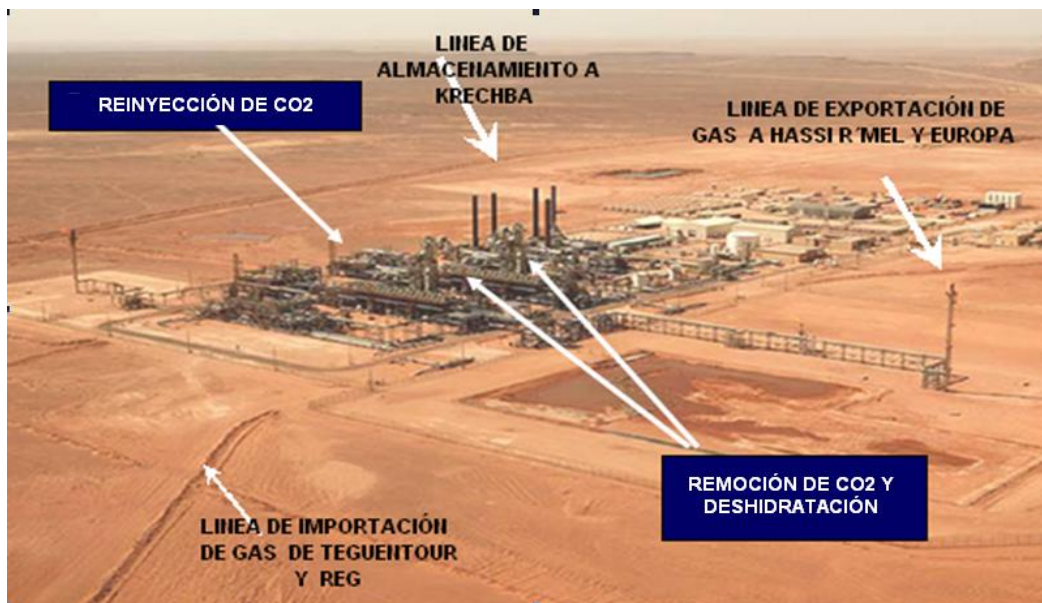 LINEA DE
ALMACENAMIENTO A
KRECHBA
REINYECCIÓN DE CO2
LINEA DE EXPORTACIÓN DE
GAS A HASSI R´MEL Y EUROPA
REMOCIÓN DE CO2 Y
DESHIDRATACIÓN
LINEA DE IMPORTACIÓN
DE GAS DE TEGUENTOUR
Y REG